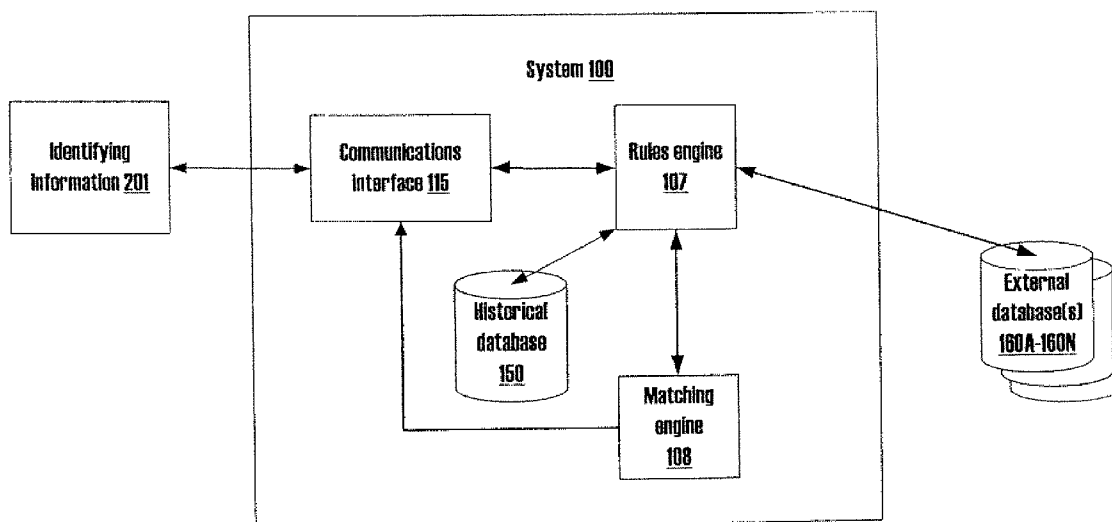 System 100
Identifying
information 201
Communications
interface 115
Rules engine
107
Historical
database
150
Matching
engine
108
External
database(s)
160A-160N